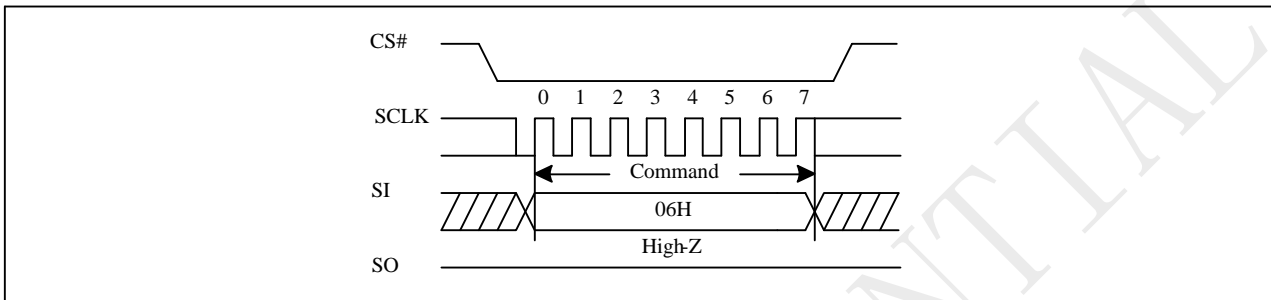 CS#
0 1 2 3 4 5 6 7
SCLK
Command
SI
06H
High-Z
SO
NTIAL